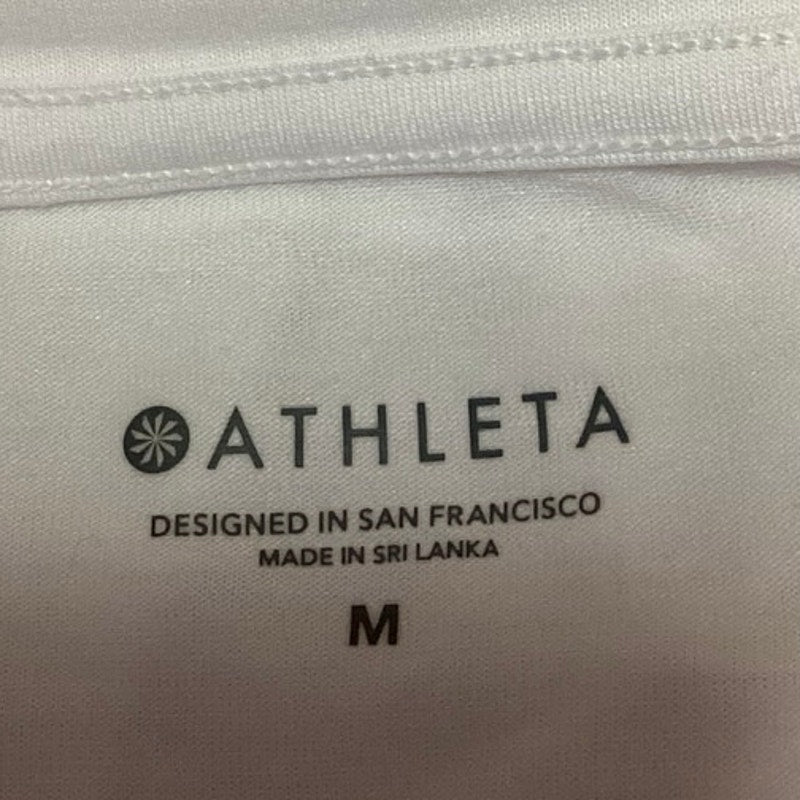 ATHLETA
DESIGNED IN SAN FRANCISCO
MADE IN SRI LANKA
M